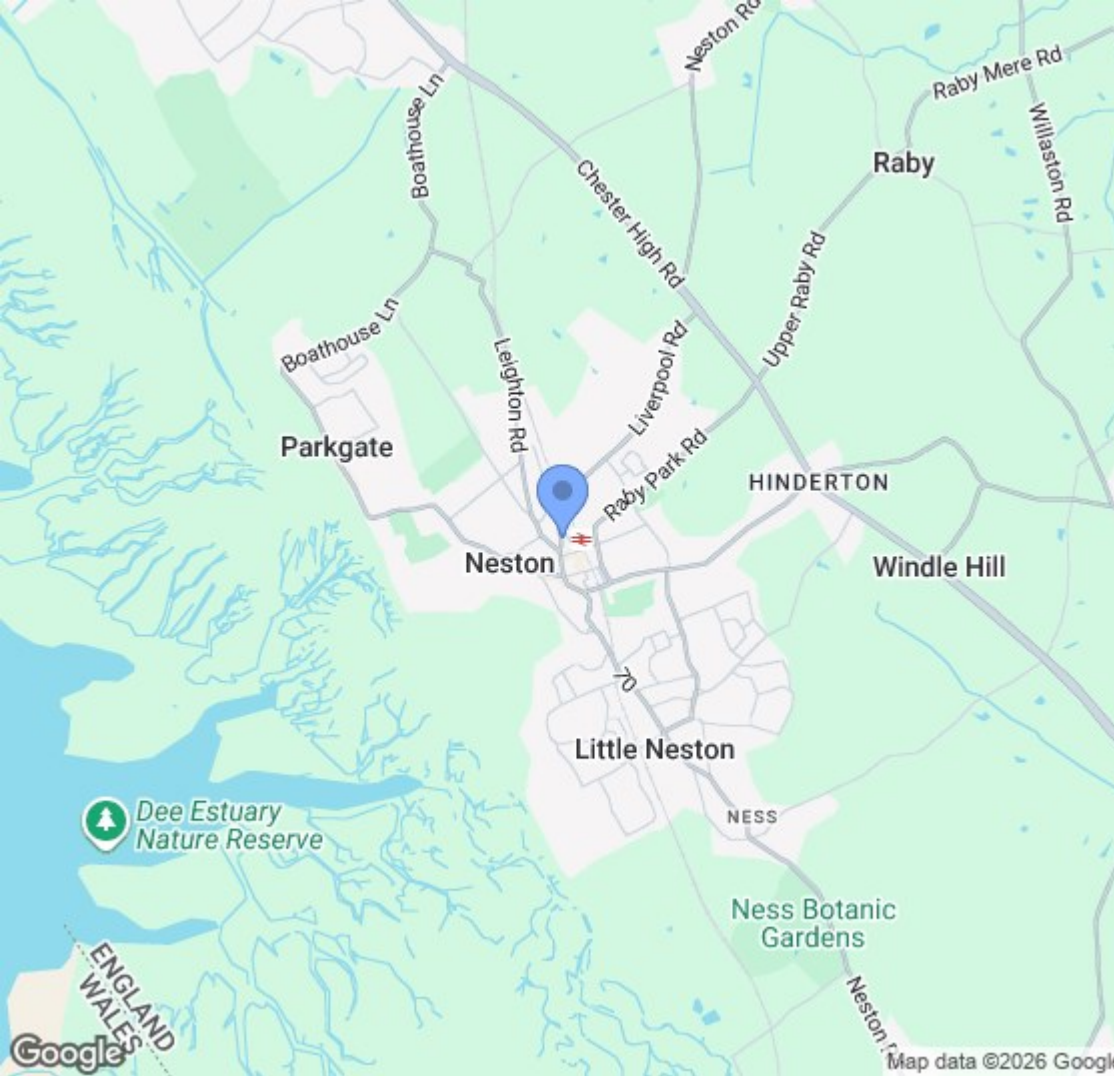 Neston Rd
Raby Mere Rd
Boathouse Ln
Willaston Rd
Raby
Chester High Rd
Upper Raby Rd
Boathouse Ln
Leighton Rd
Liverpool Rd
Parkgate
Raby Park Rd
HINDERTON
Neston
Windle Hill
70
Little Neston
Dee Estuary
Nature Reserve
NESS
Ness Botanic
Gardens
ENGLAND
WALES
Neston R
Google
Map data ©2026 Google